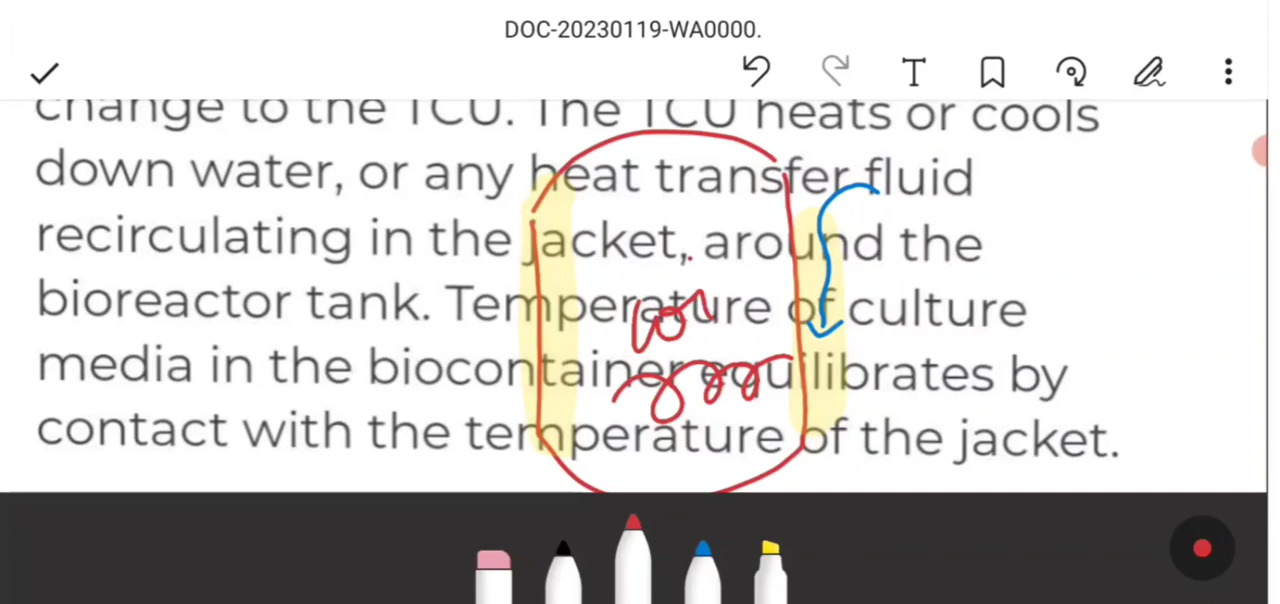 DOC-20230119-WA0000.
T
change to the TCU. The TCU heats or cools
down water, or any heat transfer fluid
recirculating in the jacket, around the
bioreactor tank. Temperature of culture
media in the biocontainer equilibrates by
contact with the temperature of the jacket.